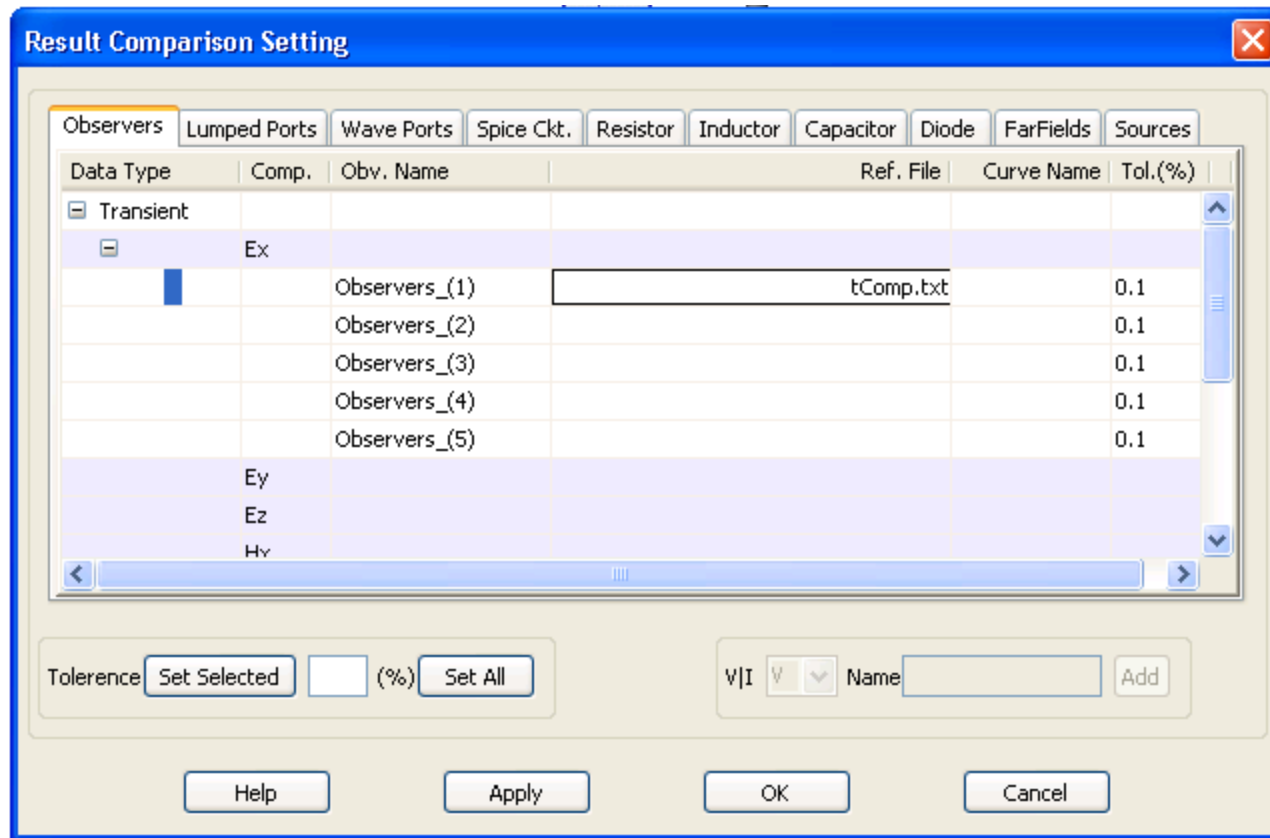 Result Comparison Setting
Observers Lumped Ports Wave Ports Spice Ckt. Resistor Inductor Capacitor Diode FarFields Sources
Data Type Comp. Obv. Name Ref. File Curve Name Tol.(%)
Transient
Ex
Observers_(1) tComp.txt 0.1
Observers_(2) 0.1
Observers_(3) 0.1
Observers_(4) 0.1
Observers_(5) 0.1
Ey
Ez
Hx
Tolerence Set Selected (%) Set All V|I V Name Add
Help Apply OK Cancel